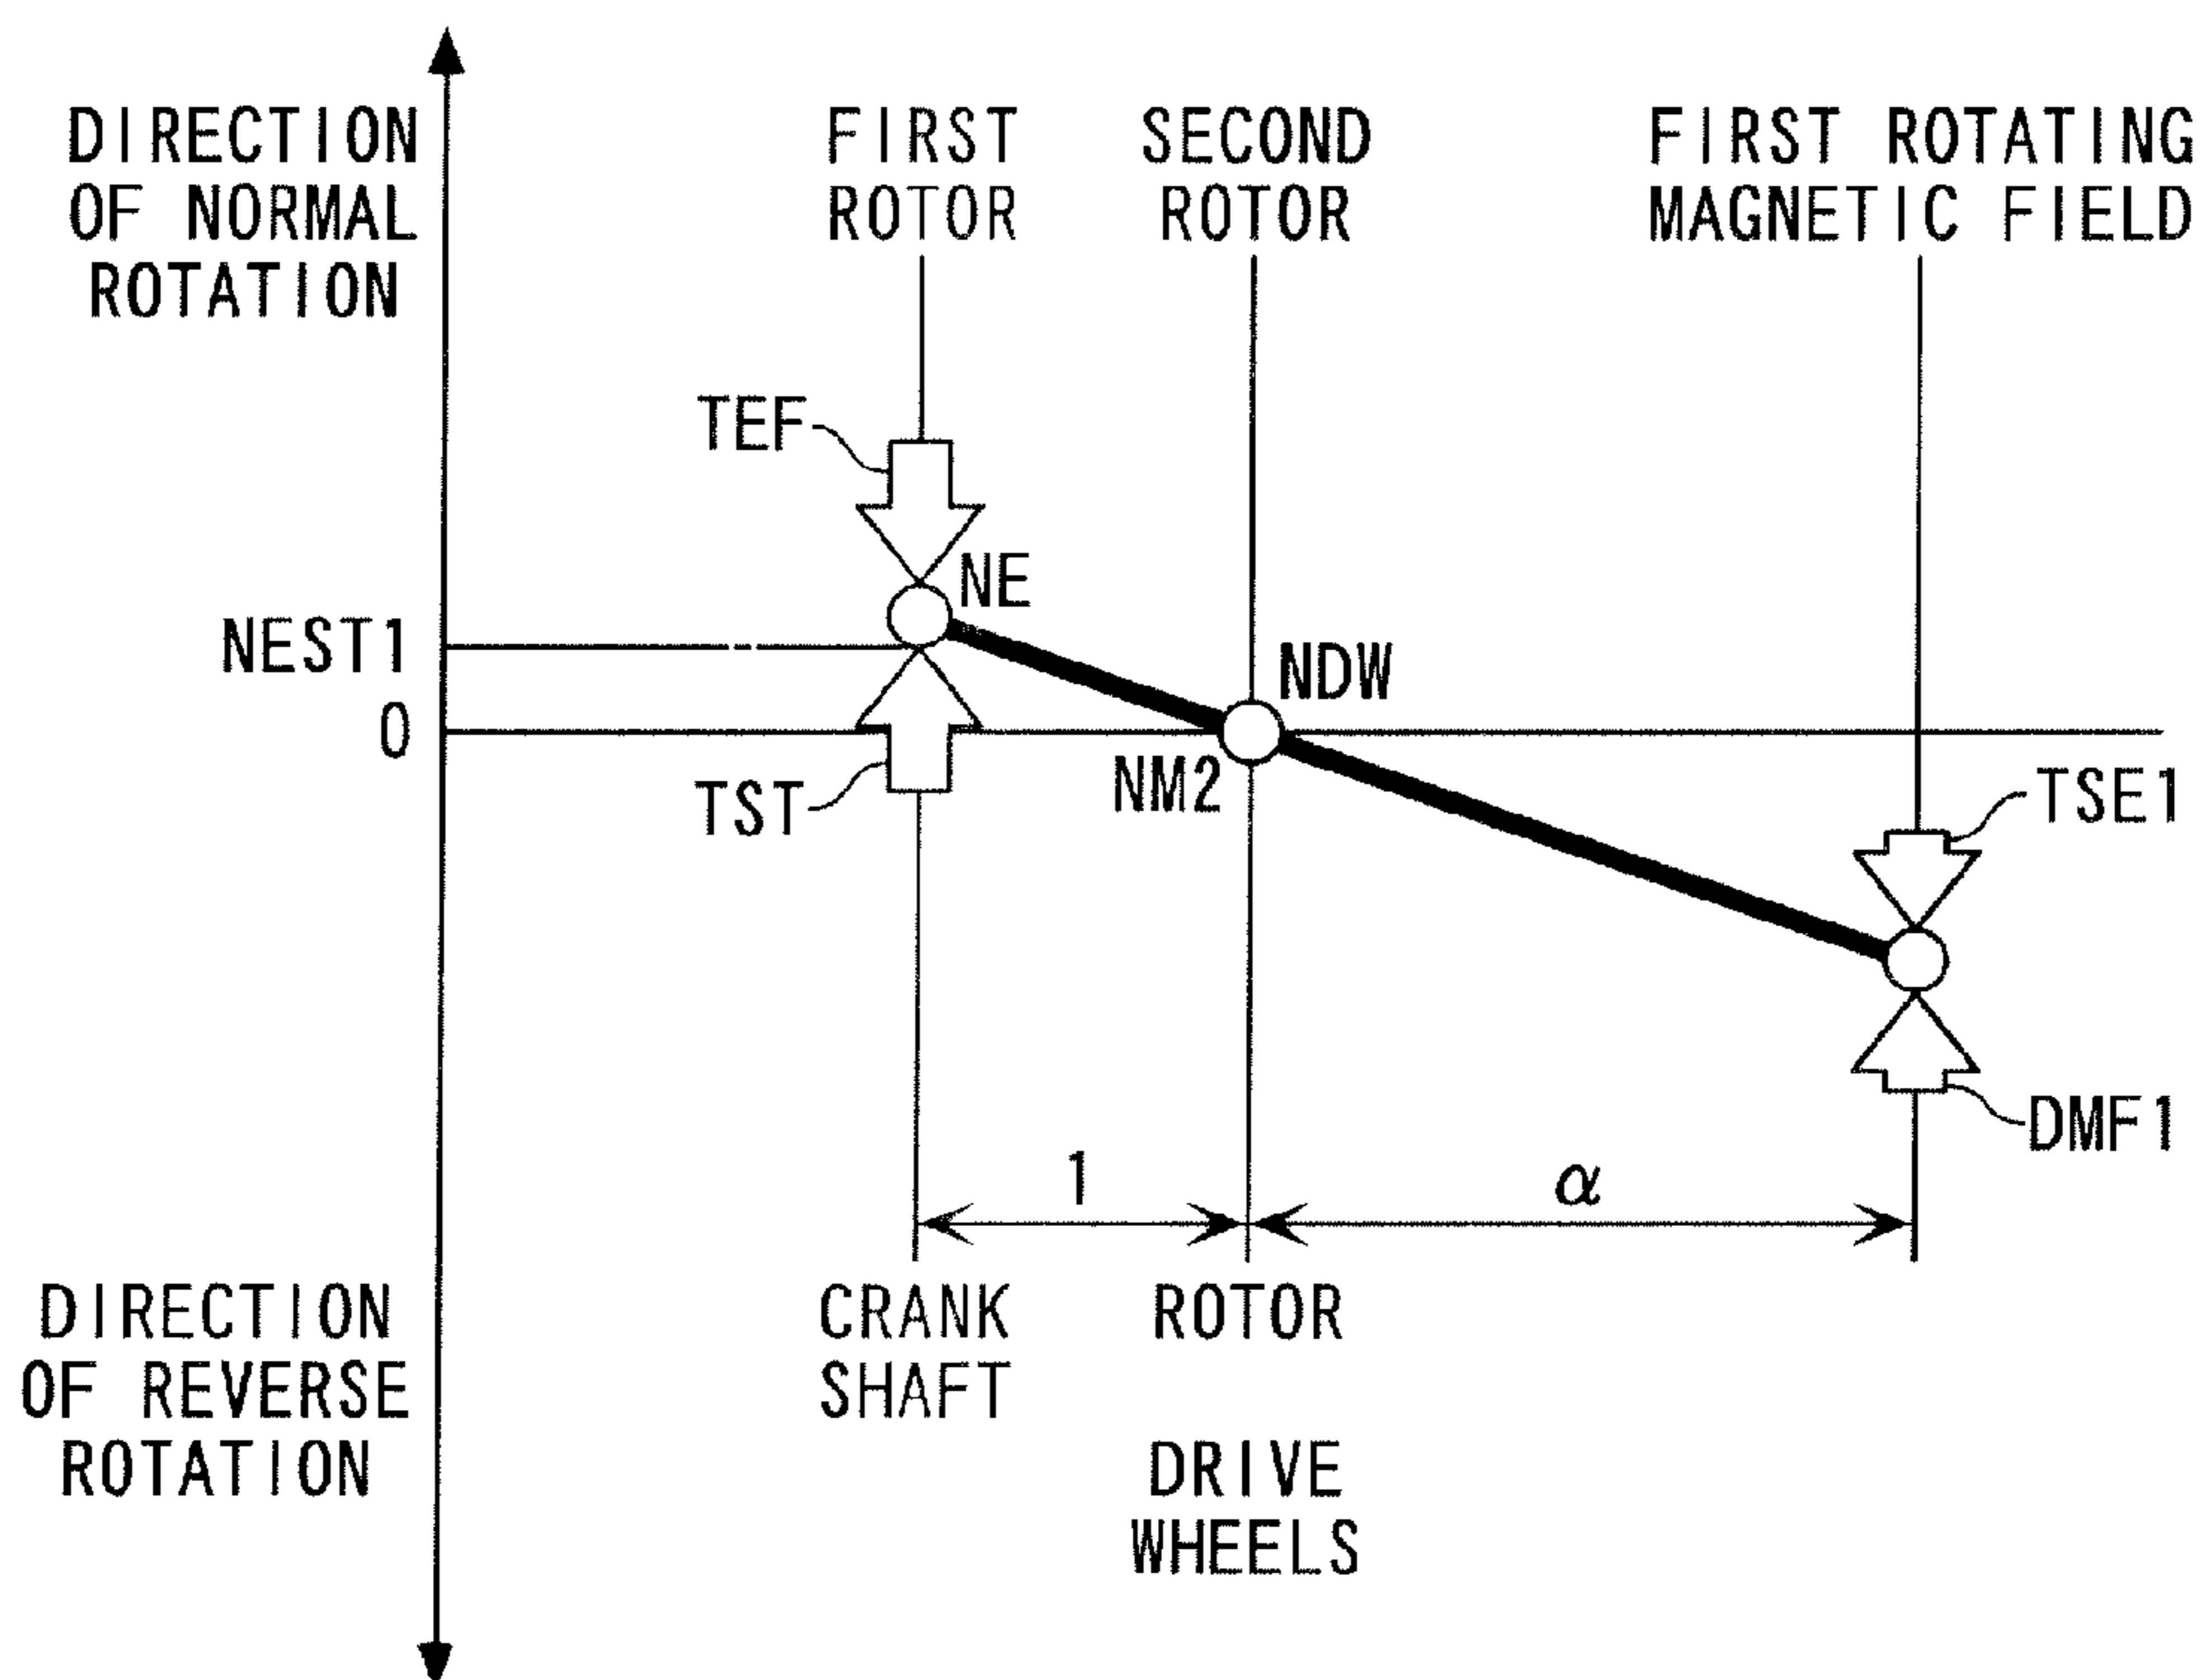 DIRECTION
OF NORMAL
ROTATION
FIRST
ROTOR
SECOND
ROTOR
FIRST ROTATING
MAGNETIC FIELD
TEF
NE
NEST1
NDW
0
NM2
TST
TSE1
DMF1
1
α
DIRECTION
OF REVERSE
ROTATION
CRANK
SHAFT
ROTOR
DRIVE
WHEELS